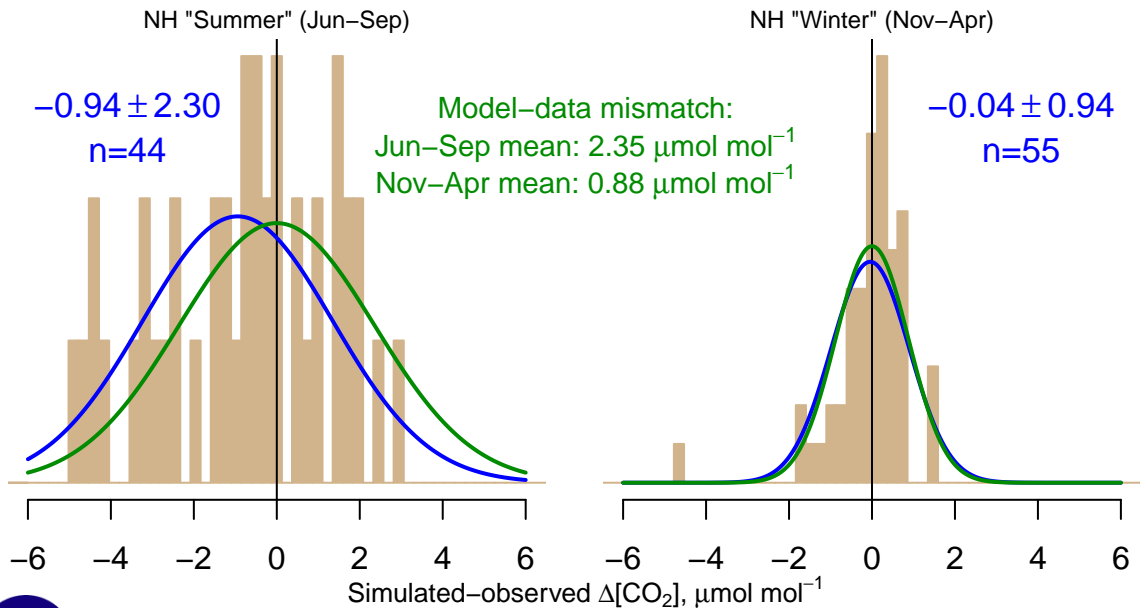 NH "Summer" (Jun−Sep)
−0.94 ± 2.30
n=44
Model−data mismatch:
Jun−Sep mean: 2.35 μmol mol⁻¹
Nov−Apr mean: 0.88 μmol mol⁻¹
NH "Winter" (Nov−Apr)
−0.04 ± 0.94
n=55
−6 −4 −2 0 2 4 6
−6 −4 −2 0 2 4 6
Simulated−observed Δ[CO₂], μmol mol⁻¹